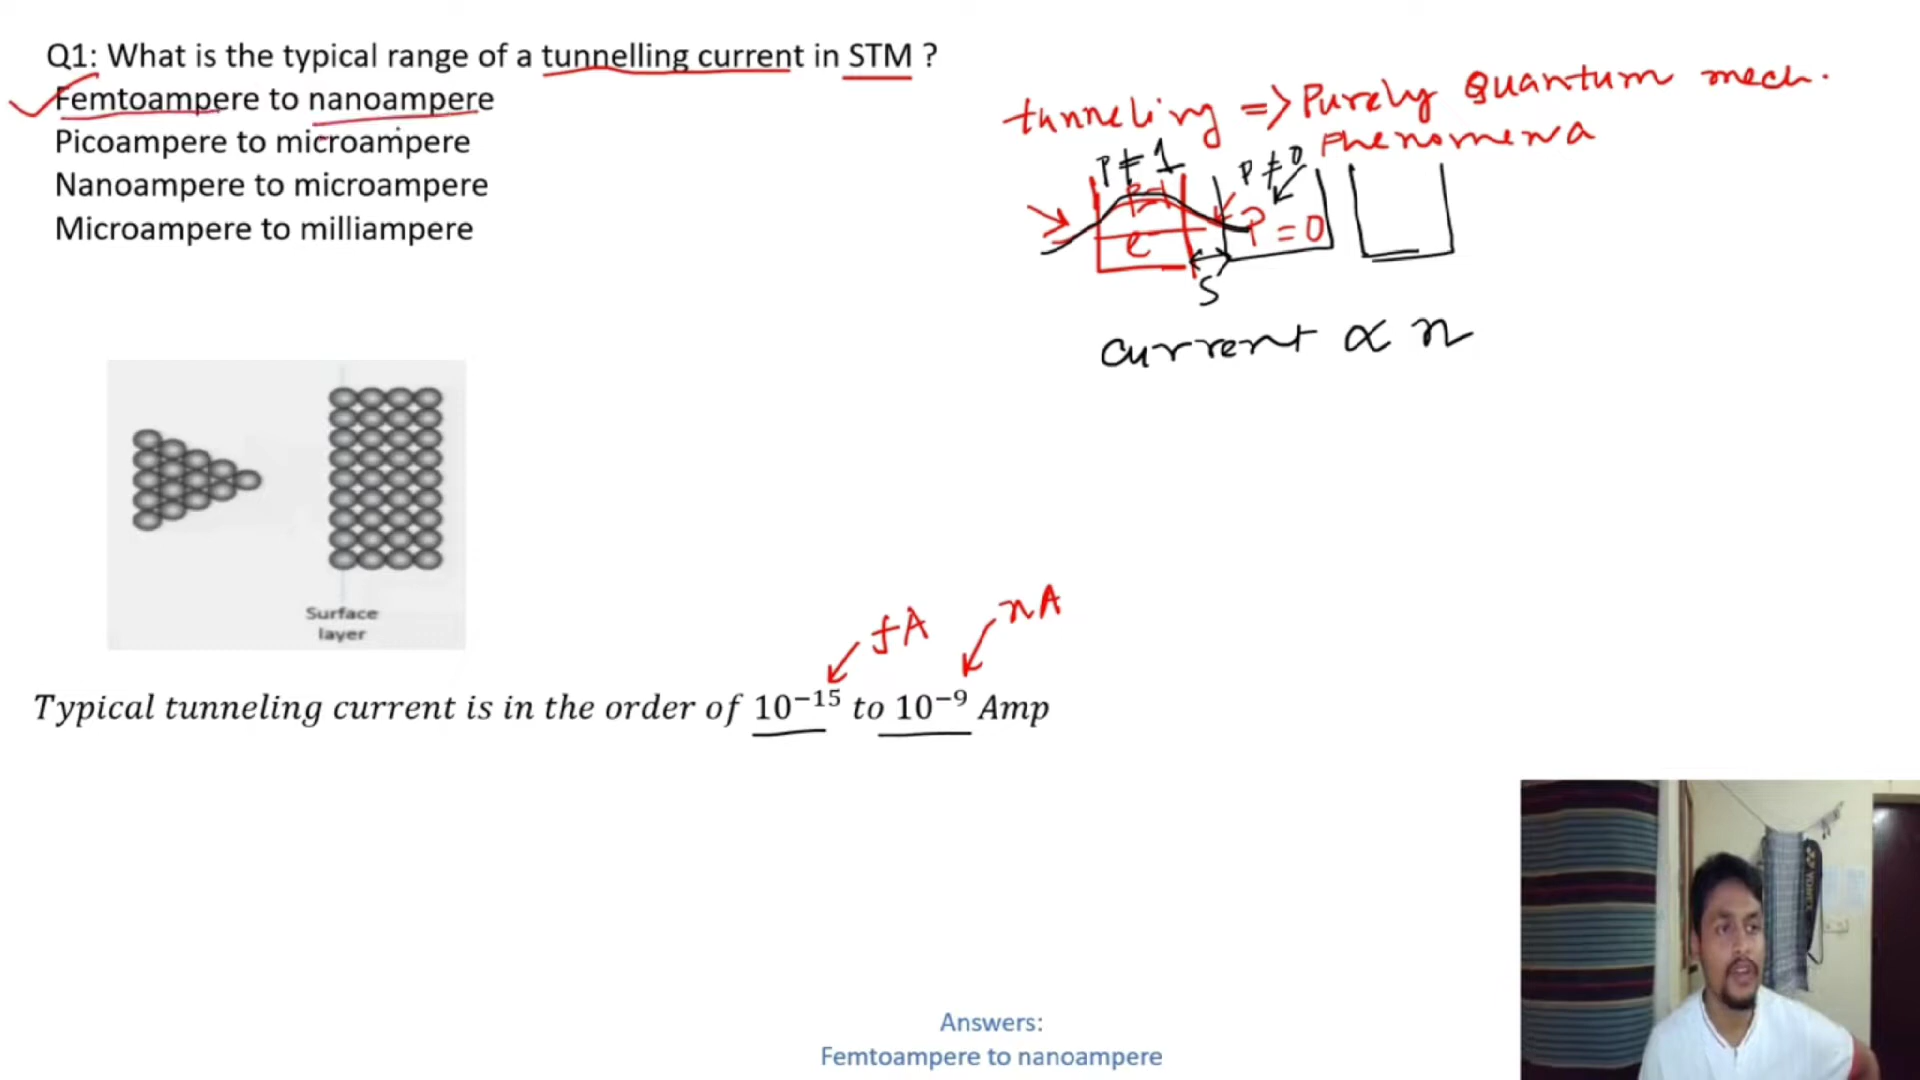 Q1: What is the typical range of a tunnelling current in STM ?
Femtoampere to nanoampere
Picoampere to microampere
Nanoampere to microampere
Microampere to milliampere
tunneling => Purely Quantum mech.
Phenomena
P ≠ 1
P ≠ 0
P=1
P = 0
e
S
current ∝ n
Surface
layer
fA
nA
Typical tunneling current is in the order of 10⁻¹⁵ to 10⁻⁹ Amp
Answers:
Femtoampere to nanoampere